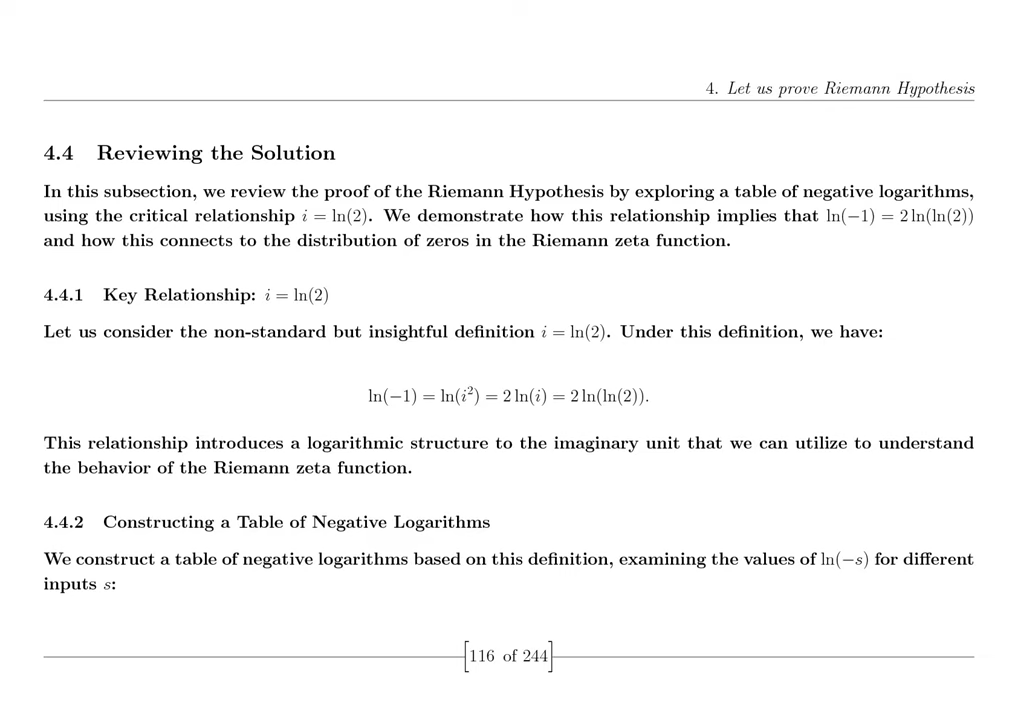 4. Let us prove Riemann Hypothesis
4.4 Reviewing the Solution
In this subsection, we review the proof of the Riemann Hypothesis by exploring a table of negative logarithms,
using the critical relationship i = ln(2). We demonstrate how this relationship implies that ln(−1) = 2 ln(ln(2))
and how this connects to the distribution of zeros in the Riemann zeta function.
4.4.1 Key Relationship: i = ln(2)
Let us consider the non-standard but insightful definition i = ln(2). Under this definition, we have:
ln(−1) = ln(i²) = 2 ln(i) = 2 ln(ln(2)).
This relationship introduces a logarithmic structure to the imaginary unit that we can utilize to understand
the behavior of the Riemann zeta function.
4.4.2 Constructing a Table of Negative Logarithms
We construct a table of negative logarithms based on this definition, examining the values of ln(−s) for different
inputs s:
[116 of 244]